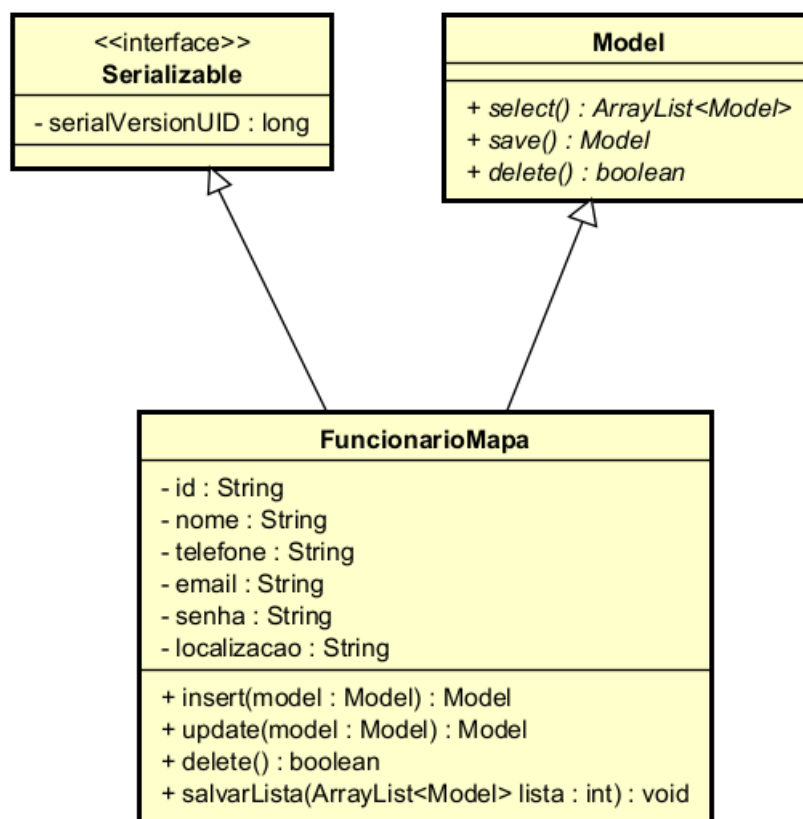 <<interface>>
Serializable
- serialVersionUID : long
Model
+ select() : ArrayList<Model>
+ save() : Model
+ delete() : boolean
FuncionarioMapa
- id : String
- nome : String
- telefone : String
- email : String
- senha : String
- localizacao : String
+ insert(model : Model) : Model
+ update(model : Model) : Model
+ delete() : boolean
+ salvarLista(ArrayList<Model> lista : int) : void